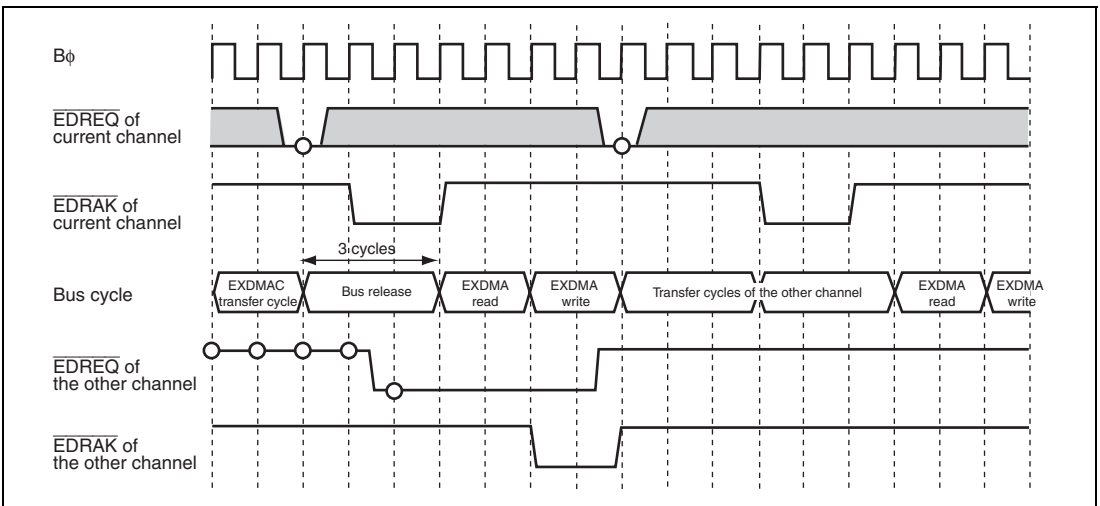 Bφ
EDREQ of
current channel
EDRAK of
current channel
3 cycles
Bus cycle
EXDMAC
transfer cycle
Bus release
EXDMA
read
EXDMA
write
Transfer cycles of the other channel
EXDMA
read
EXDMA
write
EDREQ of
the other channel
EDRAK of
the other channel